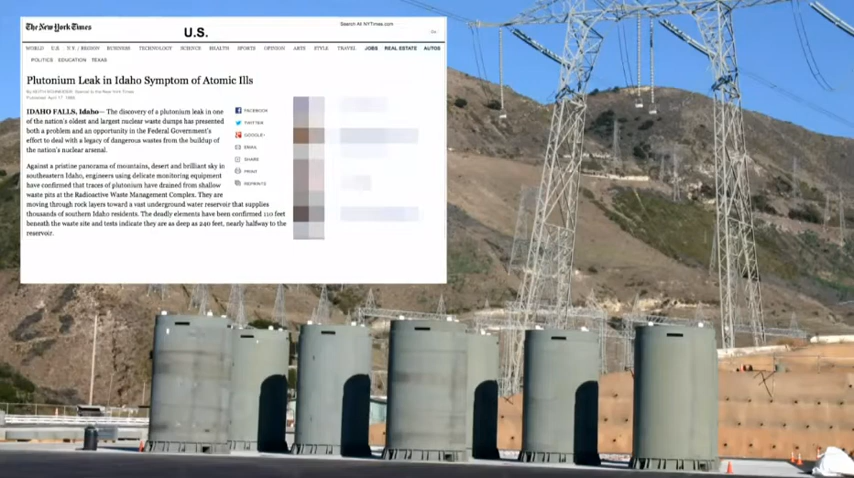 The New York Times
U.S.
Search All NYTimes.com
Go
WORLD U.S. N.Y. / REGION BUSINESS TECHNOLOGY SCIENCE HEALTH SPORTS OPINION ARTS STYLE TRAVEL JOBS REAL ESTATE AUTOS
POLITICS EDUCATION TEXAS
Plutonium Leak in Idaho Symptom of Atomic Ills
IDAHO FALLS, Idaho— The discovery of a plutonium leak in one
of the nation's oldest and largest nuclear waste dumps has presented
both a problem and an opportunity in the Federal Government's
effort to deal with a legacy of dangerous wastes from the buildup of
the nation's nuclear arsenal.
Against a pristine panorama of mountains, desert and brilliant sky in
southeastern Idaho, engineers using delicate monitoring equipment
have confirmed that traces of plutonium have drained from shallow
waste pits at the Radioactive Waste Management Complex. They are
moving through rock layers toward a vast underground water reservoir that supplies
thousands of southern Idaho residents. The deadly elements have been confirmed 110 feet
beneath the waste site and tests indicate they are as deep as 240 feet, nearly halfway to the
reservoir.
FACEBOOK
TWITTER
GOOGLE+
EMAIL
SHARE
PRINT
REPRINTS